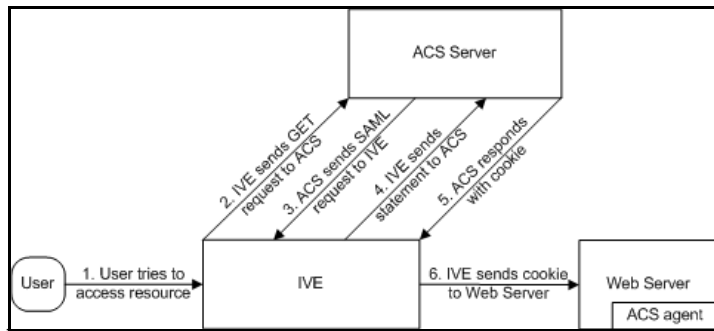 ACS Server
2. IVE sends GET
request to ACS
3. ACS sends SAML
request to IVE
4. IVE sends
statement to ACS
5. ACS responds
with cookie
User
1. User tries to
access resource
IVE
6. IVE sends cookie
to Web Server
Web Server
ACS agent